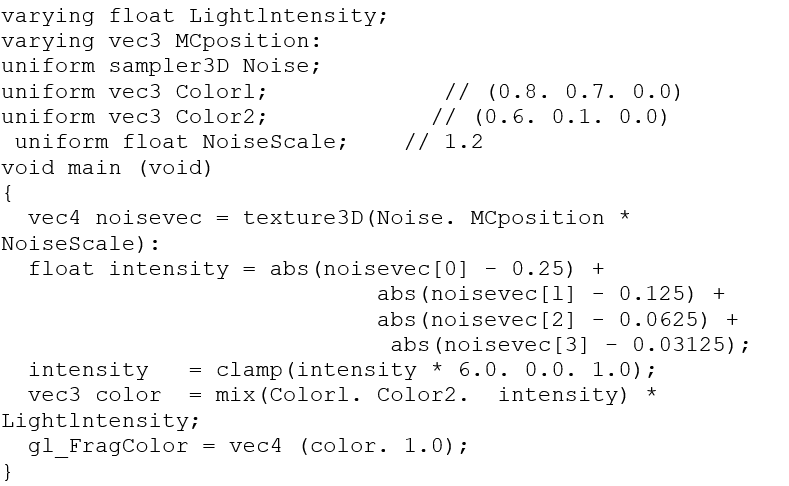 varying float Lightlntensity;
varying vec3 MCposition:
uniform sampler3D Noise;
uniform vec3 Colorl; // (0.8. 0.7. 0.0)
uniform vec3 Color2; // (0.6. 0.1. 0.0)
uniform float NoiseScale; // 1.2
void main (void)
{
vec4 noisevec = texture3D(Noise. MCposition *
NoiseScale):
float intensity = abs(noisevec[0] - 0.25) +
abs(noisevec[l] - 0.125) +
abs(noisevec[2] - 0.0625) +
abs(noisevec[3] - 0.03125);
intensity = clamp(intensity * 6.0. 0.0. 1.0);
vec3 color = mix(Colorl. Color2. intensity) *
Lightlntensity;
gl_FragColor = vec4 (color. 1.0);
}